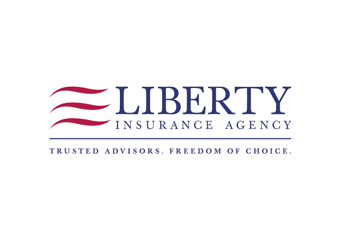 LIBERTY
INSURANCE AGENCY
TRUSTED ADVISORS. FREEDOM OF CHOICE.